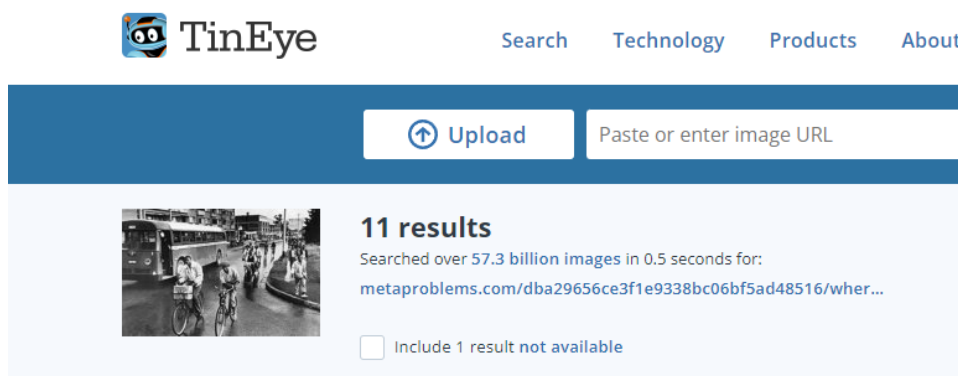 TinEye
Search Technology Products About
Upload
Paste or enter image URL
11 results
Searched over 57.3 billion images in 0.5 seconds for:
metaproblems.com/dba29656ce3f1e9338bc06bf5ad48516/wher...
Include 1 result not available